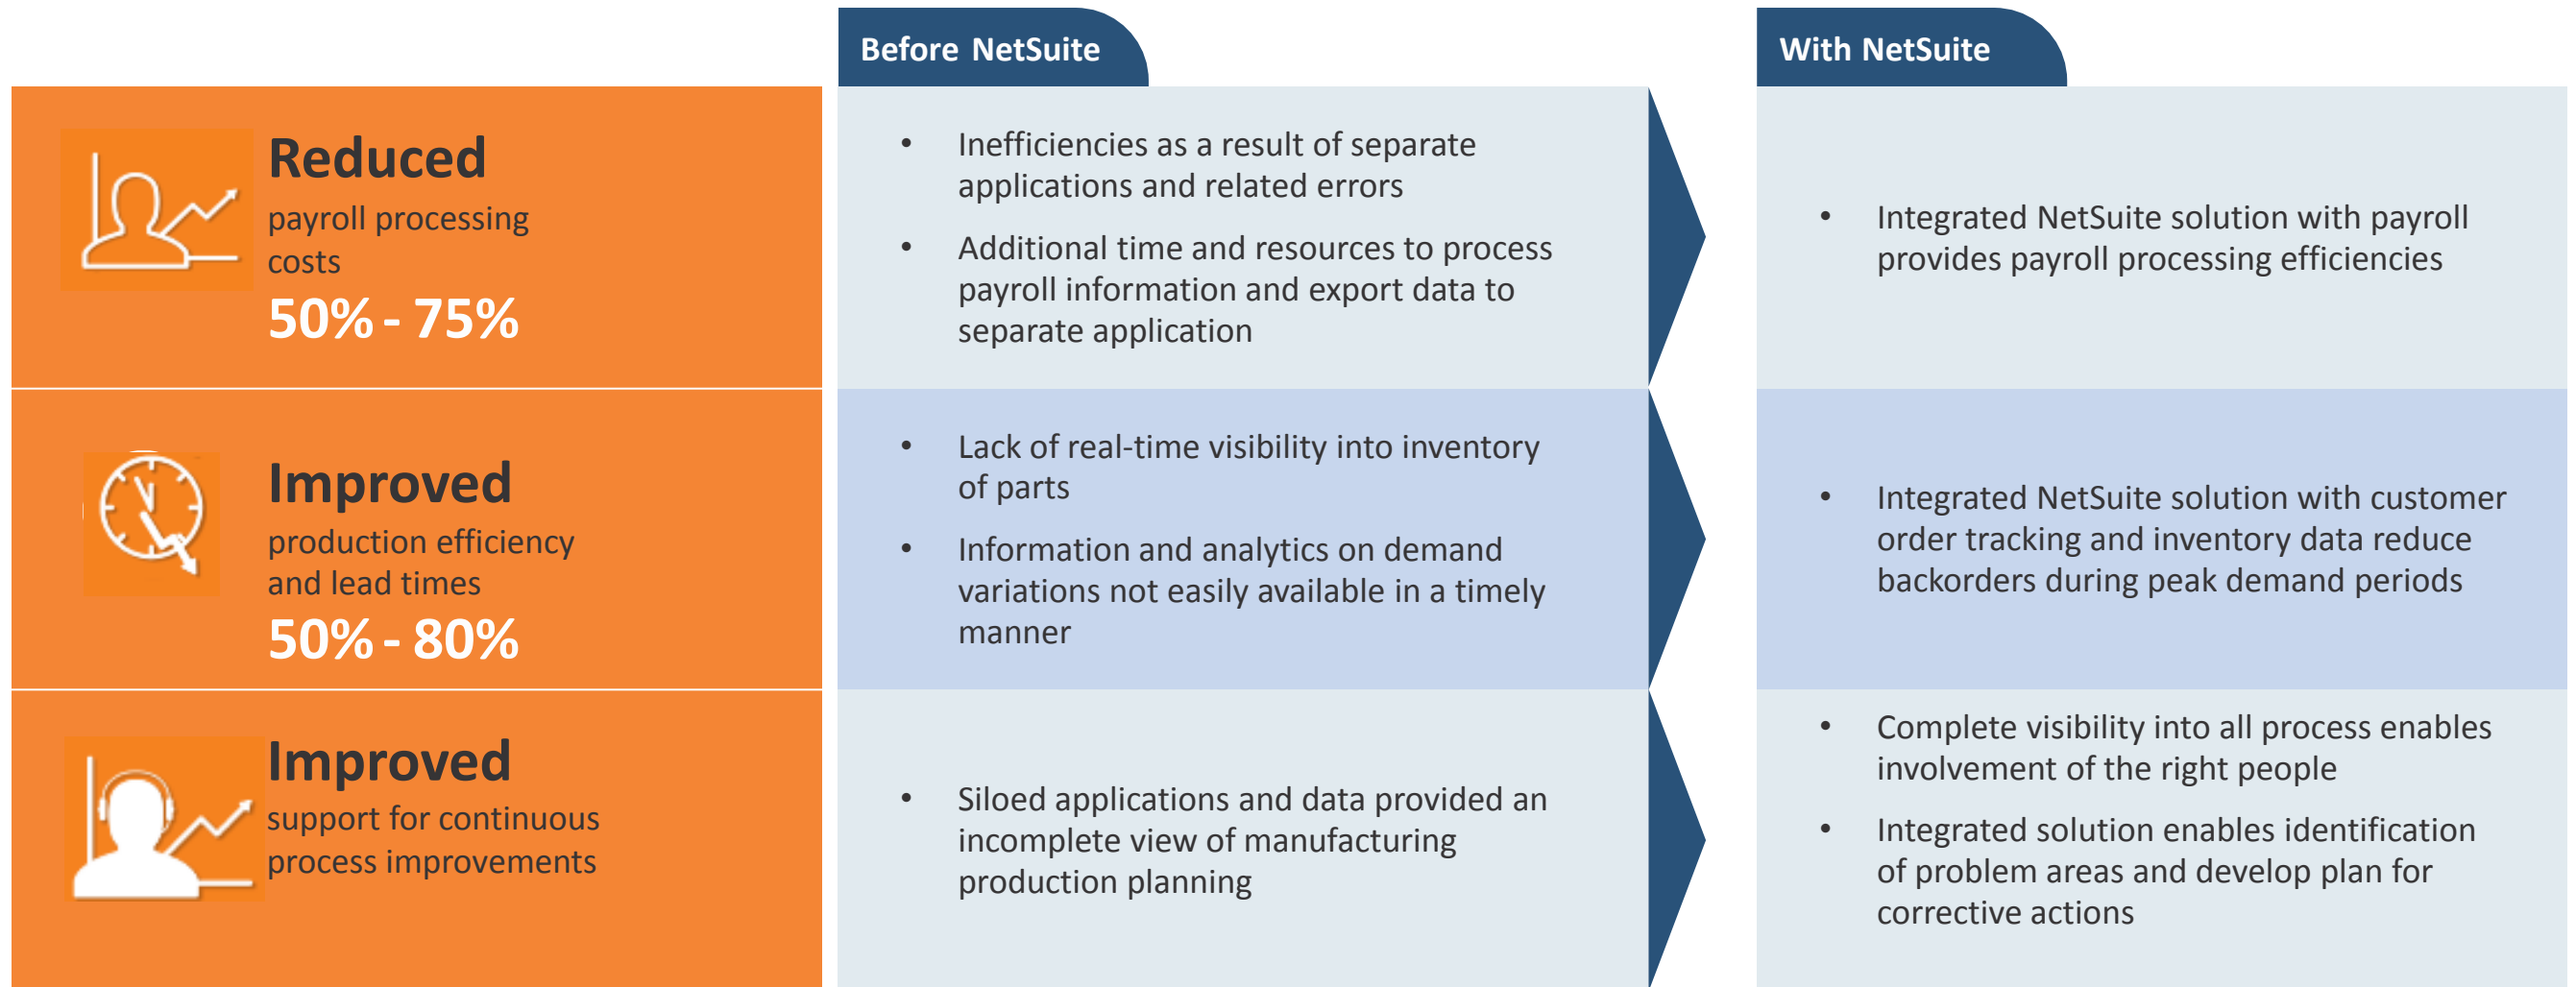 Before NetSuite
With NetSuite
Reduced
payroll processing
costs
50% - 75%
• Inefficiencies as a result of separate
applications and related errors
• Additional time and resources to process
payroll information and export data to
separate application
• Integrated NetSuite solution with payroll
provides payroll processing efficiencies
Improved
production efficiency
and lead times
50% - 80%
• Lack of real-time visibility into inventory
of parts
• Information and analytics on demand
variations not easily available in a timely
manner
• Integrated NetSuite solution with customer
order tracking and inventory data reduce
backorders during peak demand periods
Improved
support for continuous
process improvements
• Siloed applications and data provided an
incomplete view of manufacturing
production planning
• Complete visibility into all process enables
involvement of the right people
• Integrated solution enables identification
of problem areas and develop plan for
corrective actions